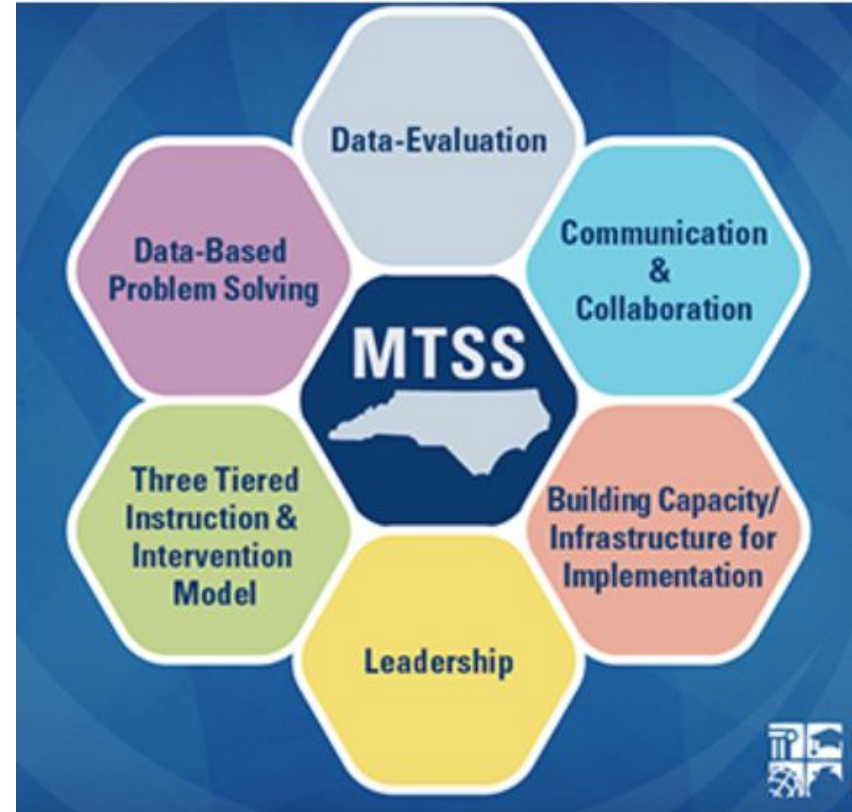 Data-Evaluation
Communication
&
Collaboration
Building Capacity/
Infrastructure for
Implementation
Leadership
Three Tiered
Instruction &
Intervention
Model
Data-Based
Problem Solving
MTSS